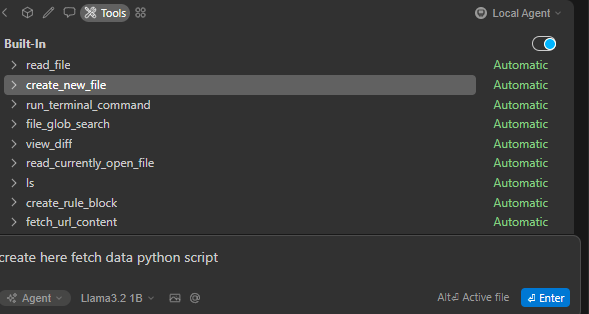 Tools
Local Agent
Built-In
read_file Automatic
create_new_file Automatic
run_terminal_command Automatic
file_glob_search Automatic
view_diff Automatic
read_currently_open_file Automatic
ls Automatic
create_rule_block Automatic
fetch_url_content Automatic
create here fetch data python script
Agent Llama3.2 1B @ Alt⏎ Active file ⏎ Enter